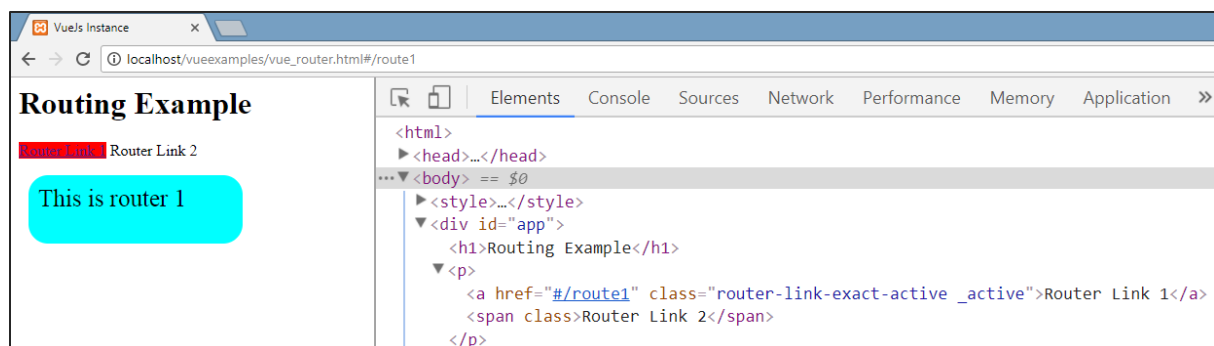 VueJs Instance
localhost/vueexamples/vue_router.html#/route1
Routing Example
Router Link 1 Router Link 2
This is router 1
Elements Console Sources Network Performance Memory Application »
<html>
<head>…</head>
<body> == $0
<style>…</style>
<div id="app">
<h1>Routing Example</h1>
<p>
<a href="#/route1" class="router-link-exact-active _active">Router Link 1</a>
<span class>Router Link 2</span>
</p>